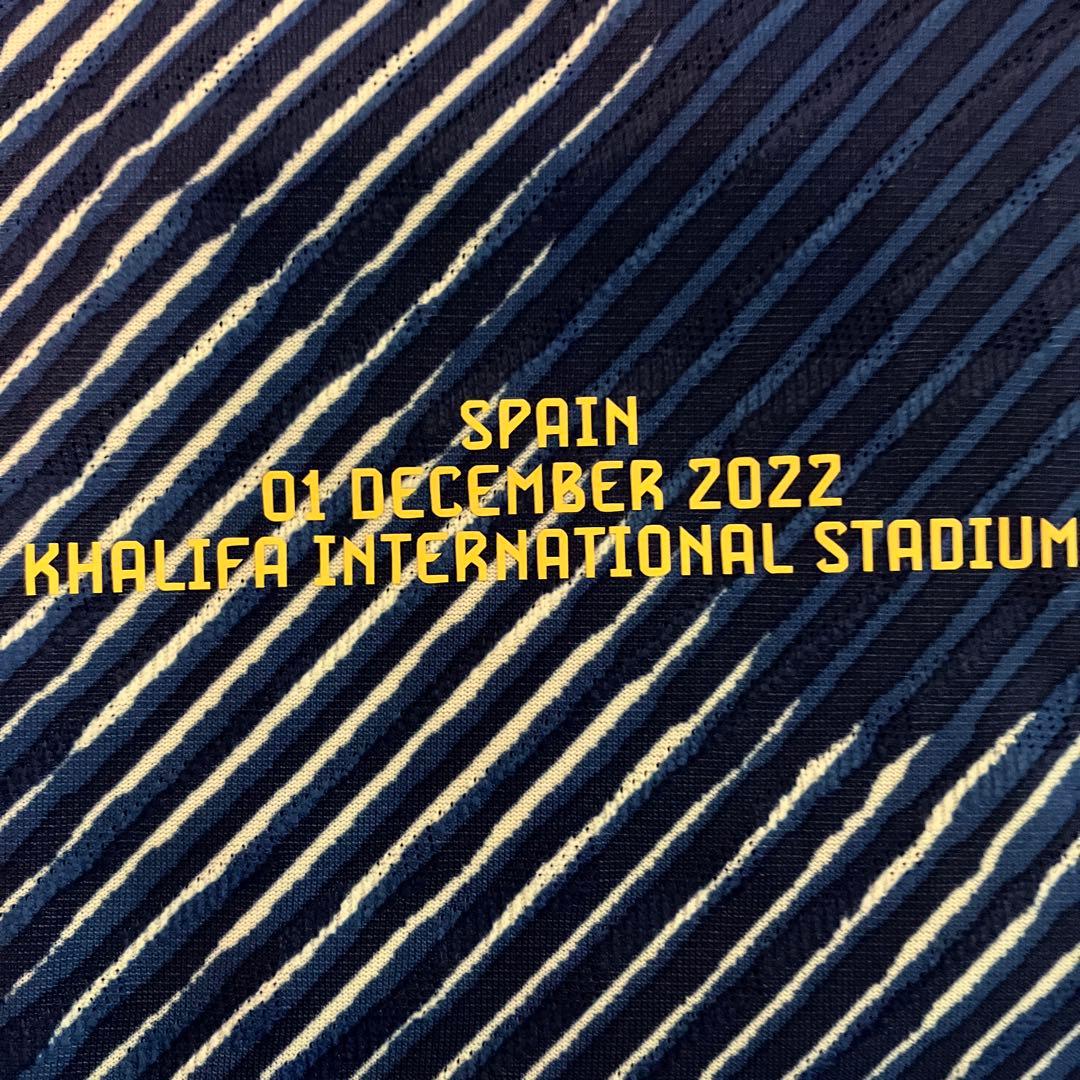 SPAIN
01 DECEMBER 2022
KHALIFA INTERNATIONAL STADIUM